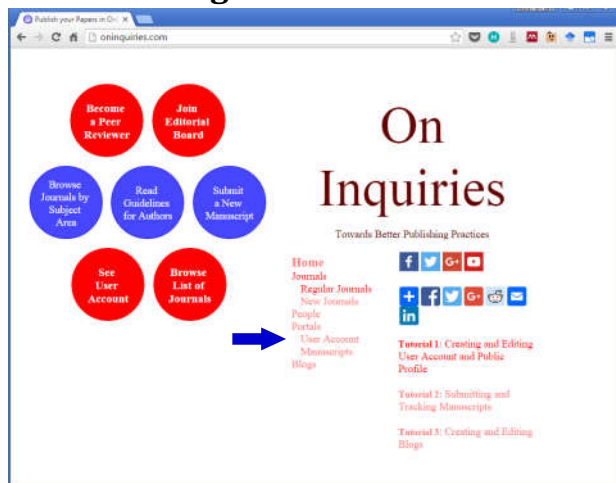 Publish your Papers in On
oninquiries.com
Become
a Peer
Reviewer
Join
Editorial
Board
Browse
Journals by
Subject
Area
Read
Guidelines
for Authors
Submit
a New
Manuscript
See
User
Account
Browse
List of
Journals
On
Inquiries
Towards Better Publishing Practices
Home
Journals
Regular Journals
New Journals
People
Portals
User Account
Manuscripts
Blogs
Tutorial 1: Creating and Editing
User Account and Public
Profile
Tutorial 2: Submitting and
Tracking Manuscripts
Tutorial 3: Creating and Editing
Blogs